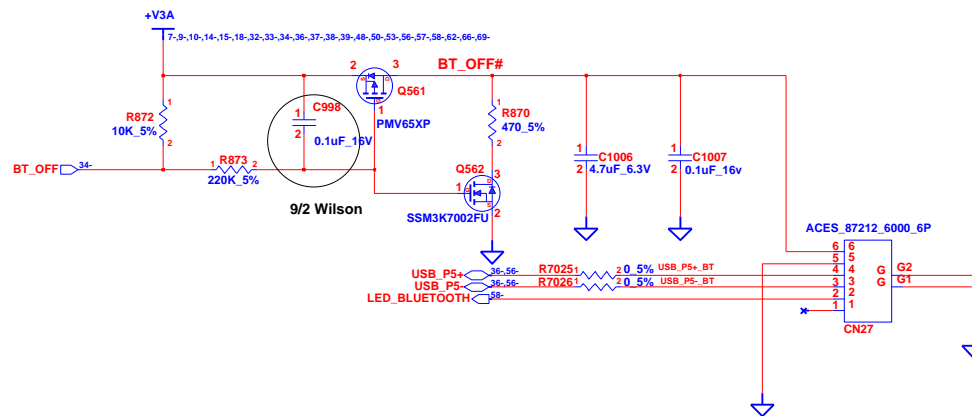 +V3A
7-,9-,10-,14-,15-,18-,32-,33-,34-,36-,37-,38-,39-,48-,50-,53-,56-,57-,58-,62-,66-,69-
2 3 BT_OFF#
Q561
1
PMV65XP
1
R872
10K_5%
2
C998
1
2
0.1uF_16V
1
R870
470_5%
2
BT_OFF 34-
R873
1 2
220K_5%
9/2 Wilson
Q562
3
1
2
SSM3K7002FU
1
C1006
2
4.7uF_6.3V
1
C1007
2
0.1uF_16v
ACES_87212_6000_6P
6 6
5 5
4 4
3 3
2 2
1 1
G G2
G G1
CN27
USB_P5+ 36-,56- R7025 1 2 0_5% USB_P5+_BT
USB_P5- 36-,56- R7026 1 2 0_5% USB_P5-_BT
LED_BLUETOOTH 58-